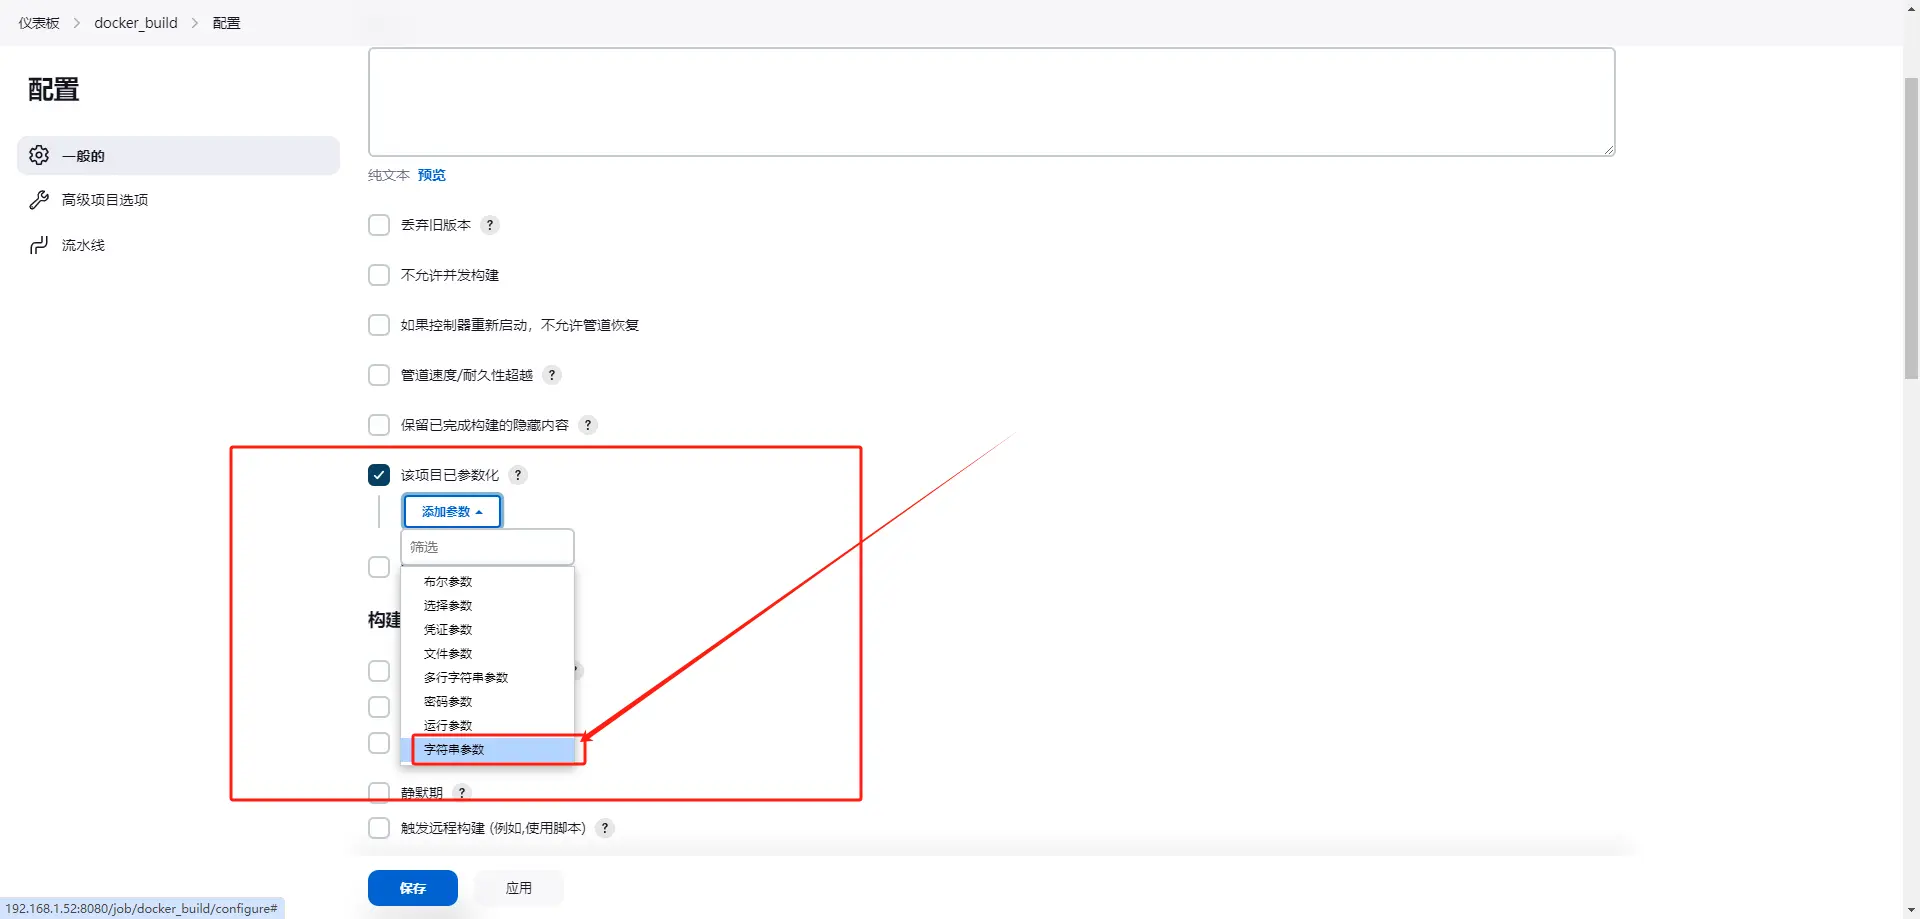 仪表板 > docker_build > 配置
配置
一般的
高级项目选项
流水线
纯文本 预览
丢弃旧版本 ?
不允许并发构建
如果控制器重新启动，不允许管道恢复
管道速度/耐久性超越 ?
保留已完成构建的隐藏内容 ?
该项目已参数化 ?
添加参数
筛选
布尔参数
选择参数
凭证参数
文件参数
多行字符串参数
密码参数
运行参数
字符串参数
构建
静默期 ?
触发远程构建 (例如,使用脚本) ?
保存 应用
192.168.1.52:8080/job/docker_build/configure#